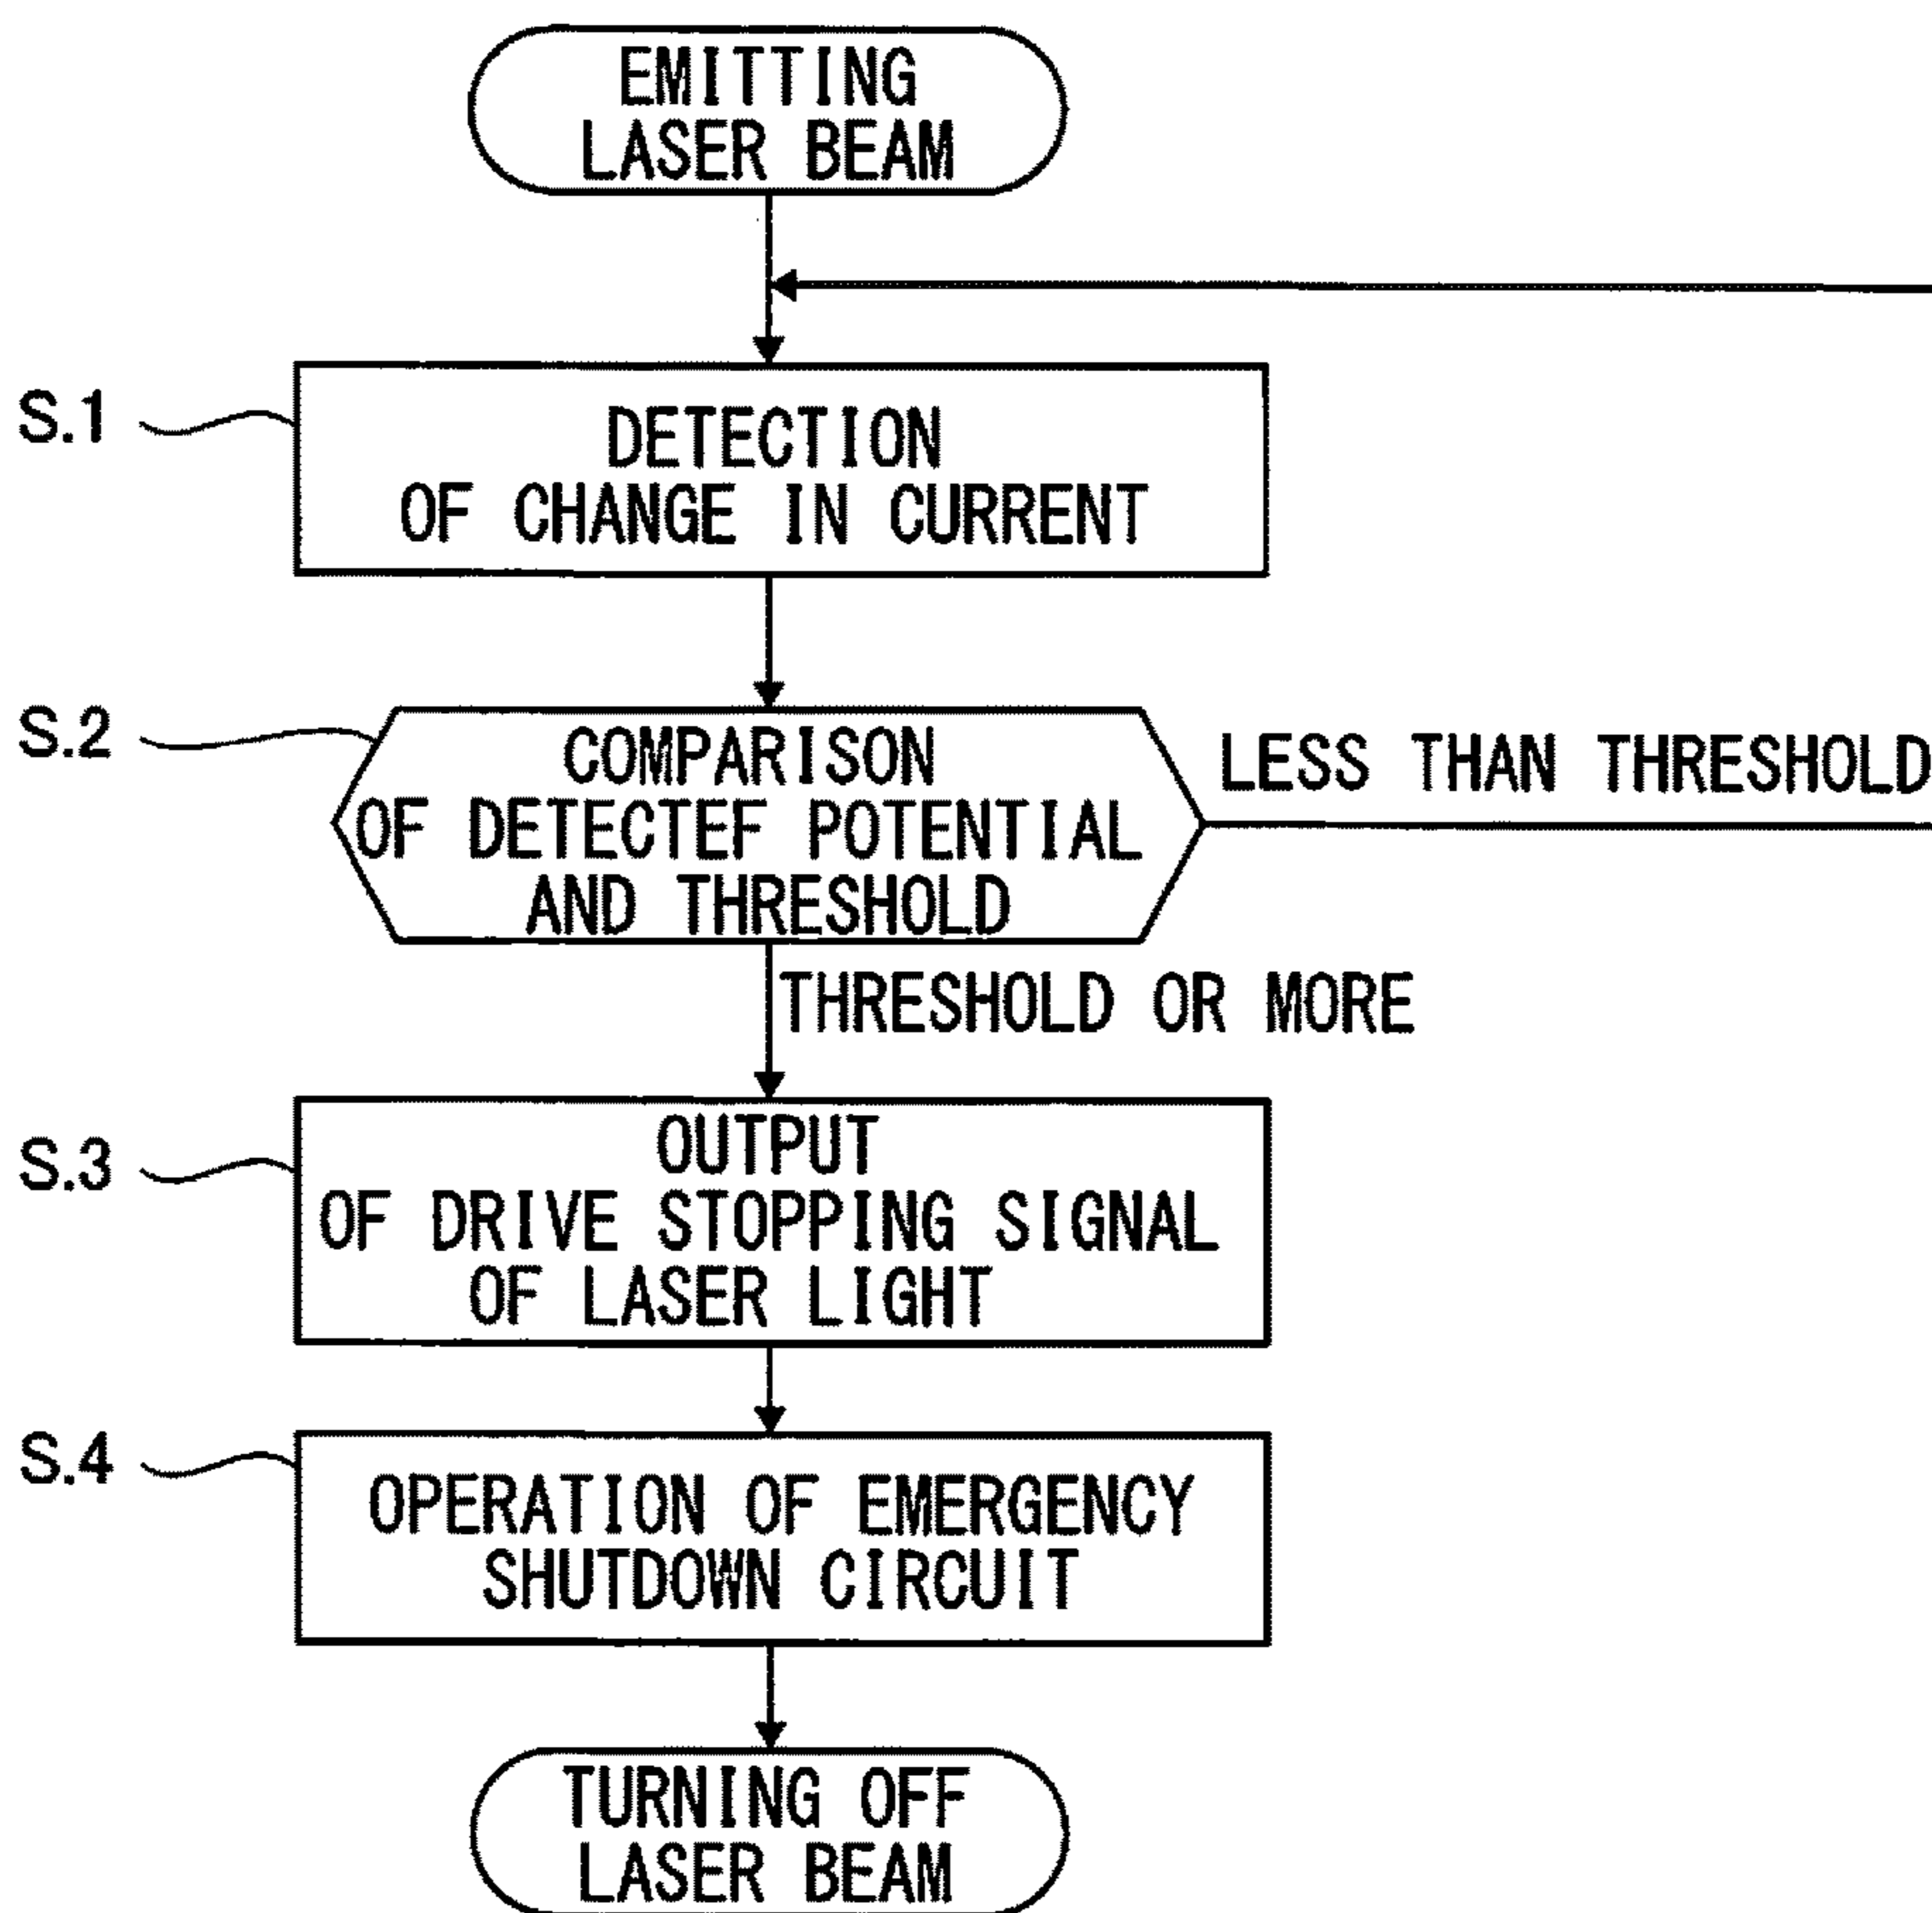 EMITTING
LASER BEAM
S.1
DETECTION
OF CHANGE IN CURRENT
S.2
COMPARISON
OF DETECTEF POTENTIAL
AND THRESHOLD
LESS THAN THRESHOLD
THRESHOLD OR MORE
S.3
OUTPUT
OF DRIVE STOPPING SIGNAL
OF LASER LIGHT
S.4
OPERATION OF EMERGENCY
SHUTDOWN CIRCUIT
TURNING OFF
LASER BEAM